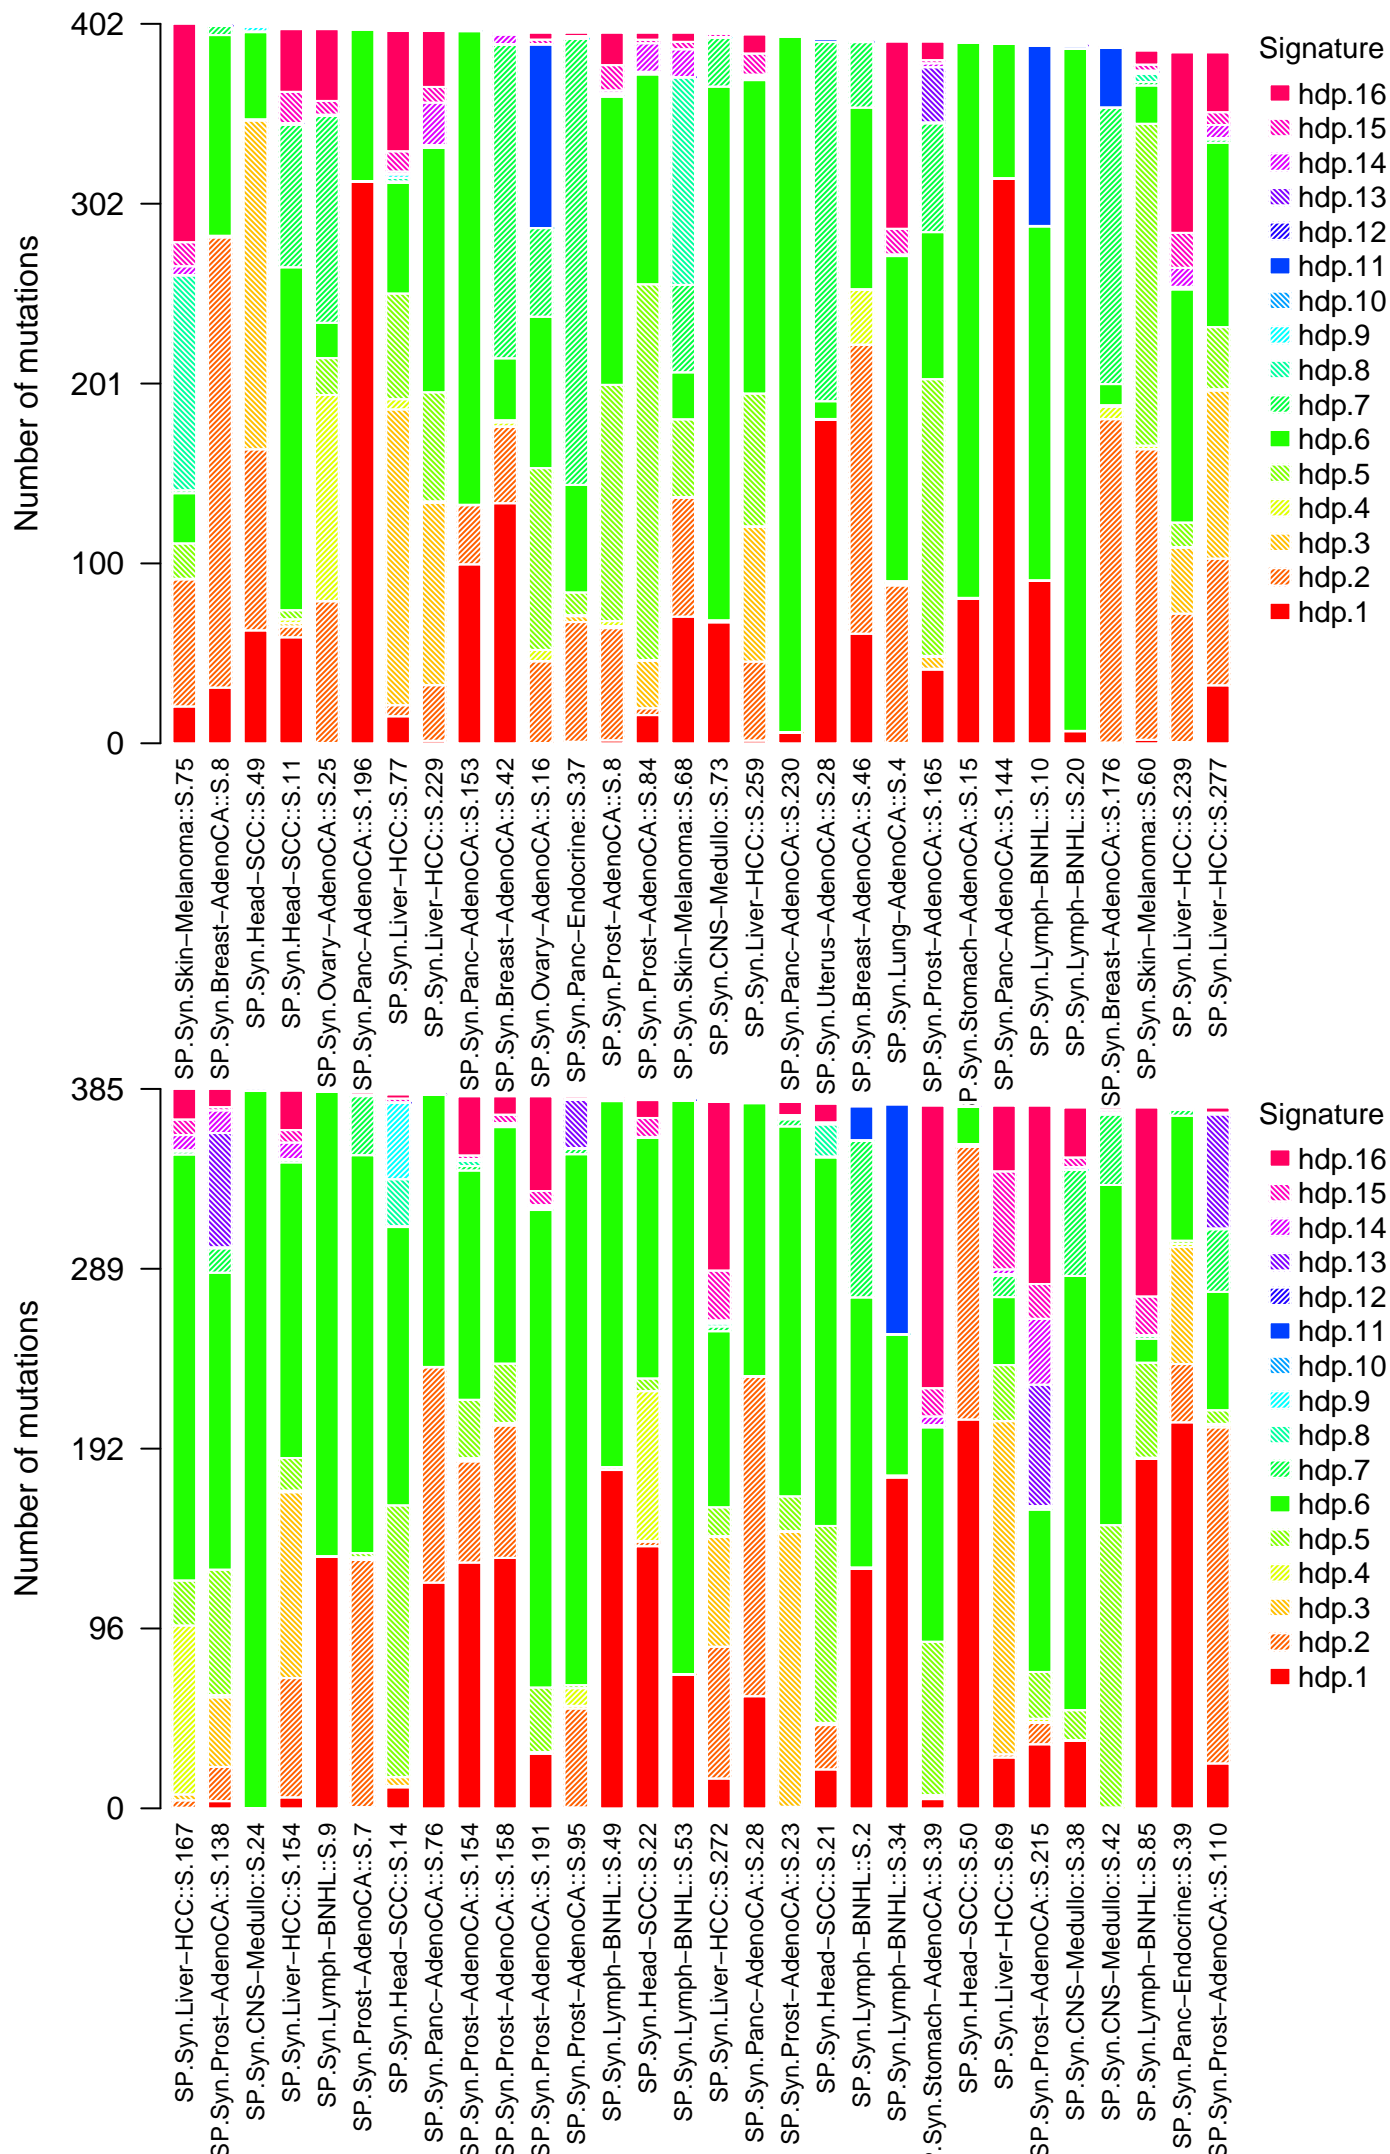 Number of mutations
402
302
201
100
0
Signature
hdp.16
hdp.15
hdp.14
hdp.13
hdp.12
hdp.11
hdp.10
hdp.9
hdp.8
hdp.7
hdp.6
hdp.5
hdp.4
hdp.3
hdp.2
hdp.1
SP.Syn.Skin−Melanoma::S.75
SP.Syn.Breast−AdenoCA::S.8
SP.Syn.Head−SCC::S.49
SP.Syn.Head−SCC::S.11
SP.Syn.Ovary−AdenoCA::S.25
SP.Syn.Panc−AdenoCA::S.196
SP.Syn.Liver−HCC::S.77
SP.Syn.Liver−HCC::S.229
SP.Syn.Panc−AdenoCA::S.153
SP.Syn.Breast−AdenoCA::S.42
SP.Syn.Ovary−AdenoCA::S.16
SP.Syn.Panc−Endocrine::S.37
SP.Syn.Prost−AdenoCA::S.8
SP.Syn.Prost−AdenoCA::S.84
SP.Syn.Skin−Melanoma::S.68
SP.Syn.CNS−Medullo::S.73
SP.Syn.Liver−HCC::S.259
SP.Syn.Panc−AdenoCA::S.230
SP.Syn.Uterus−AdenoCA::S.28
SP.Syn.Breast−AdenoCA::S.46
SP.Syn.Lung−AdenoCA::S.4
SP.Syn.Prost−AdenoCA::S.165
P.Syn.Stomach−AdenoCA::S.15
SP.Syn.Panc−AdenoCA::S.144
SP.Syn.Lymph−BNHL::S.10
SP.Syn.Lymph−BNHL::S.20
SP.Syn.Breast−AdenoCA::S.176
SP.Syn.Skin−Melanoma::S.60
SP.Syn.Liver−HCC::S.239
SP.Syn.Liver−HCC::S.277
Number of mutations
385
289
192
96
0
Signature
hdp.16
hdp.15
hdp.14
hdp.13
hdp.12
hdp.11
hdp.10
hdp.9
hdp.8
hdp.7
hdp.6
hdp.5
hdp.4
hdp.3
hdp.2
hdp.1
SP.Syn.Liver−HCC::S.167
SP.Syn.Prost−AdenoCA::S.138
SP.Syn.CNS−Medullo::S.24
SP.Syn.Liver−HCC::S.154
SP.Syn.Lymph−BNHL::S.9
SP.Syn.Prost−AdenoCA::S.7
SP.Syn.Head−SCC::S.14
SP.Syn.Panc−AdenoCA::S.76
SP.Syn.Prost−AdenoCA::S.154
SP.Syn.Prost−AdenoCA::S.158
SP.Syn.Prost−AdenoCA::S.191
SP.Syn.Prost−AdenoCA::S.95
SP.Syn.Lymph−BNHL::S.49
SP.Syn.Head−SCC::S.22
SP.Syn.Lymph−BNHL::S.53
SP.Syn.Liver−HCC::S.272
SP.Syn.Panc−AdenoCA::S.28
SP.Syn.Prost−AdenoCA::S.23
SP.Syn.Head−SCC::S.21
SP.Syn.Lymph−BNHL::S.2
SP.Syn.Lymph−BNHL::S.34
.Syn.Stomach−AdenoCA::S.39
SP.Syn.Head−SCC::S.50
SP.Syn.Liver−HCC::S.69
SP.Syn.Prost−AdenoCA::S.215
SP.Syn.CNS−Medullo::S.38
SP.Syn.CNS−Medullo::S.42
SP.Syn.Lymph−BNHL::S.85
SP.Syn.Panc−Endocrine::S.39
SP.Syn.Prost−AdenoCA::S.110